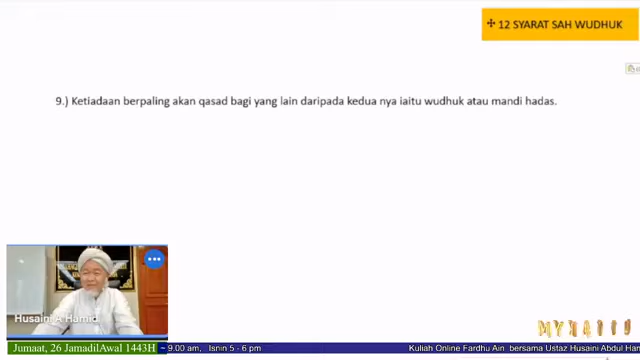 12 SYARAT SAH WUDHUK
9.) Ketiadaan berpaling akan qasad bagi yang lain daripada kedua nya iaitu wudhuk atau mandi hadas.
Husaini A Hamid
Jumaat, 26 JamadilAwal 1443H ~ 9.00 am, Isnin 5 - 6 pm Kuliah Online Fardhu Ain bersama Ustaz Husaini Abdul Ham